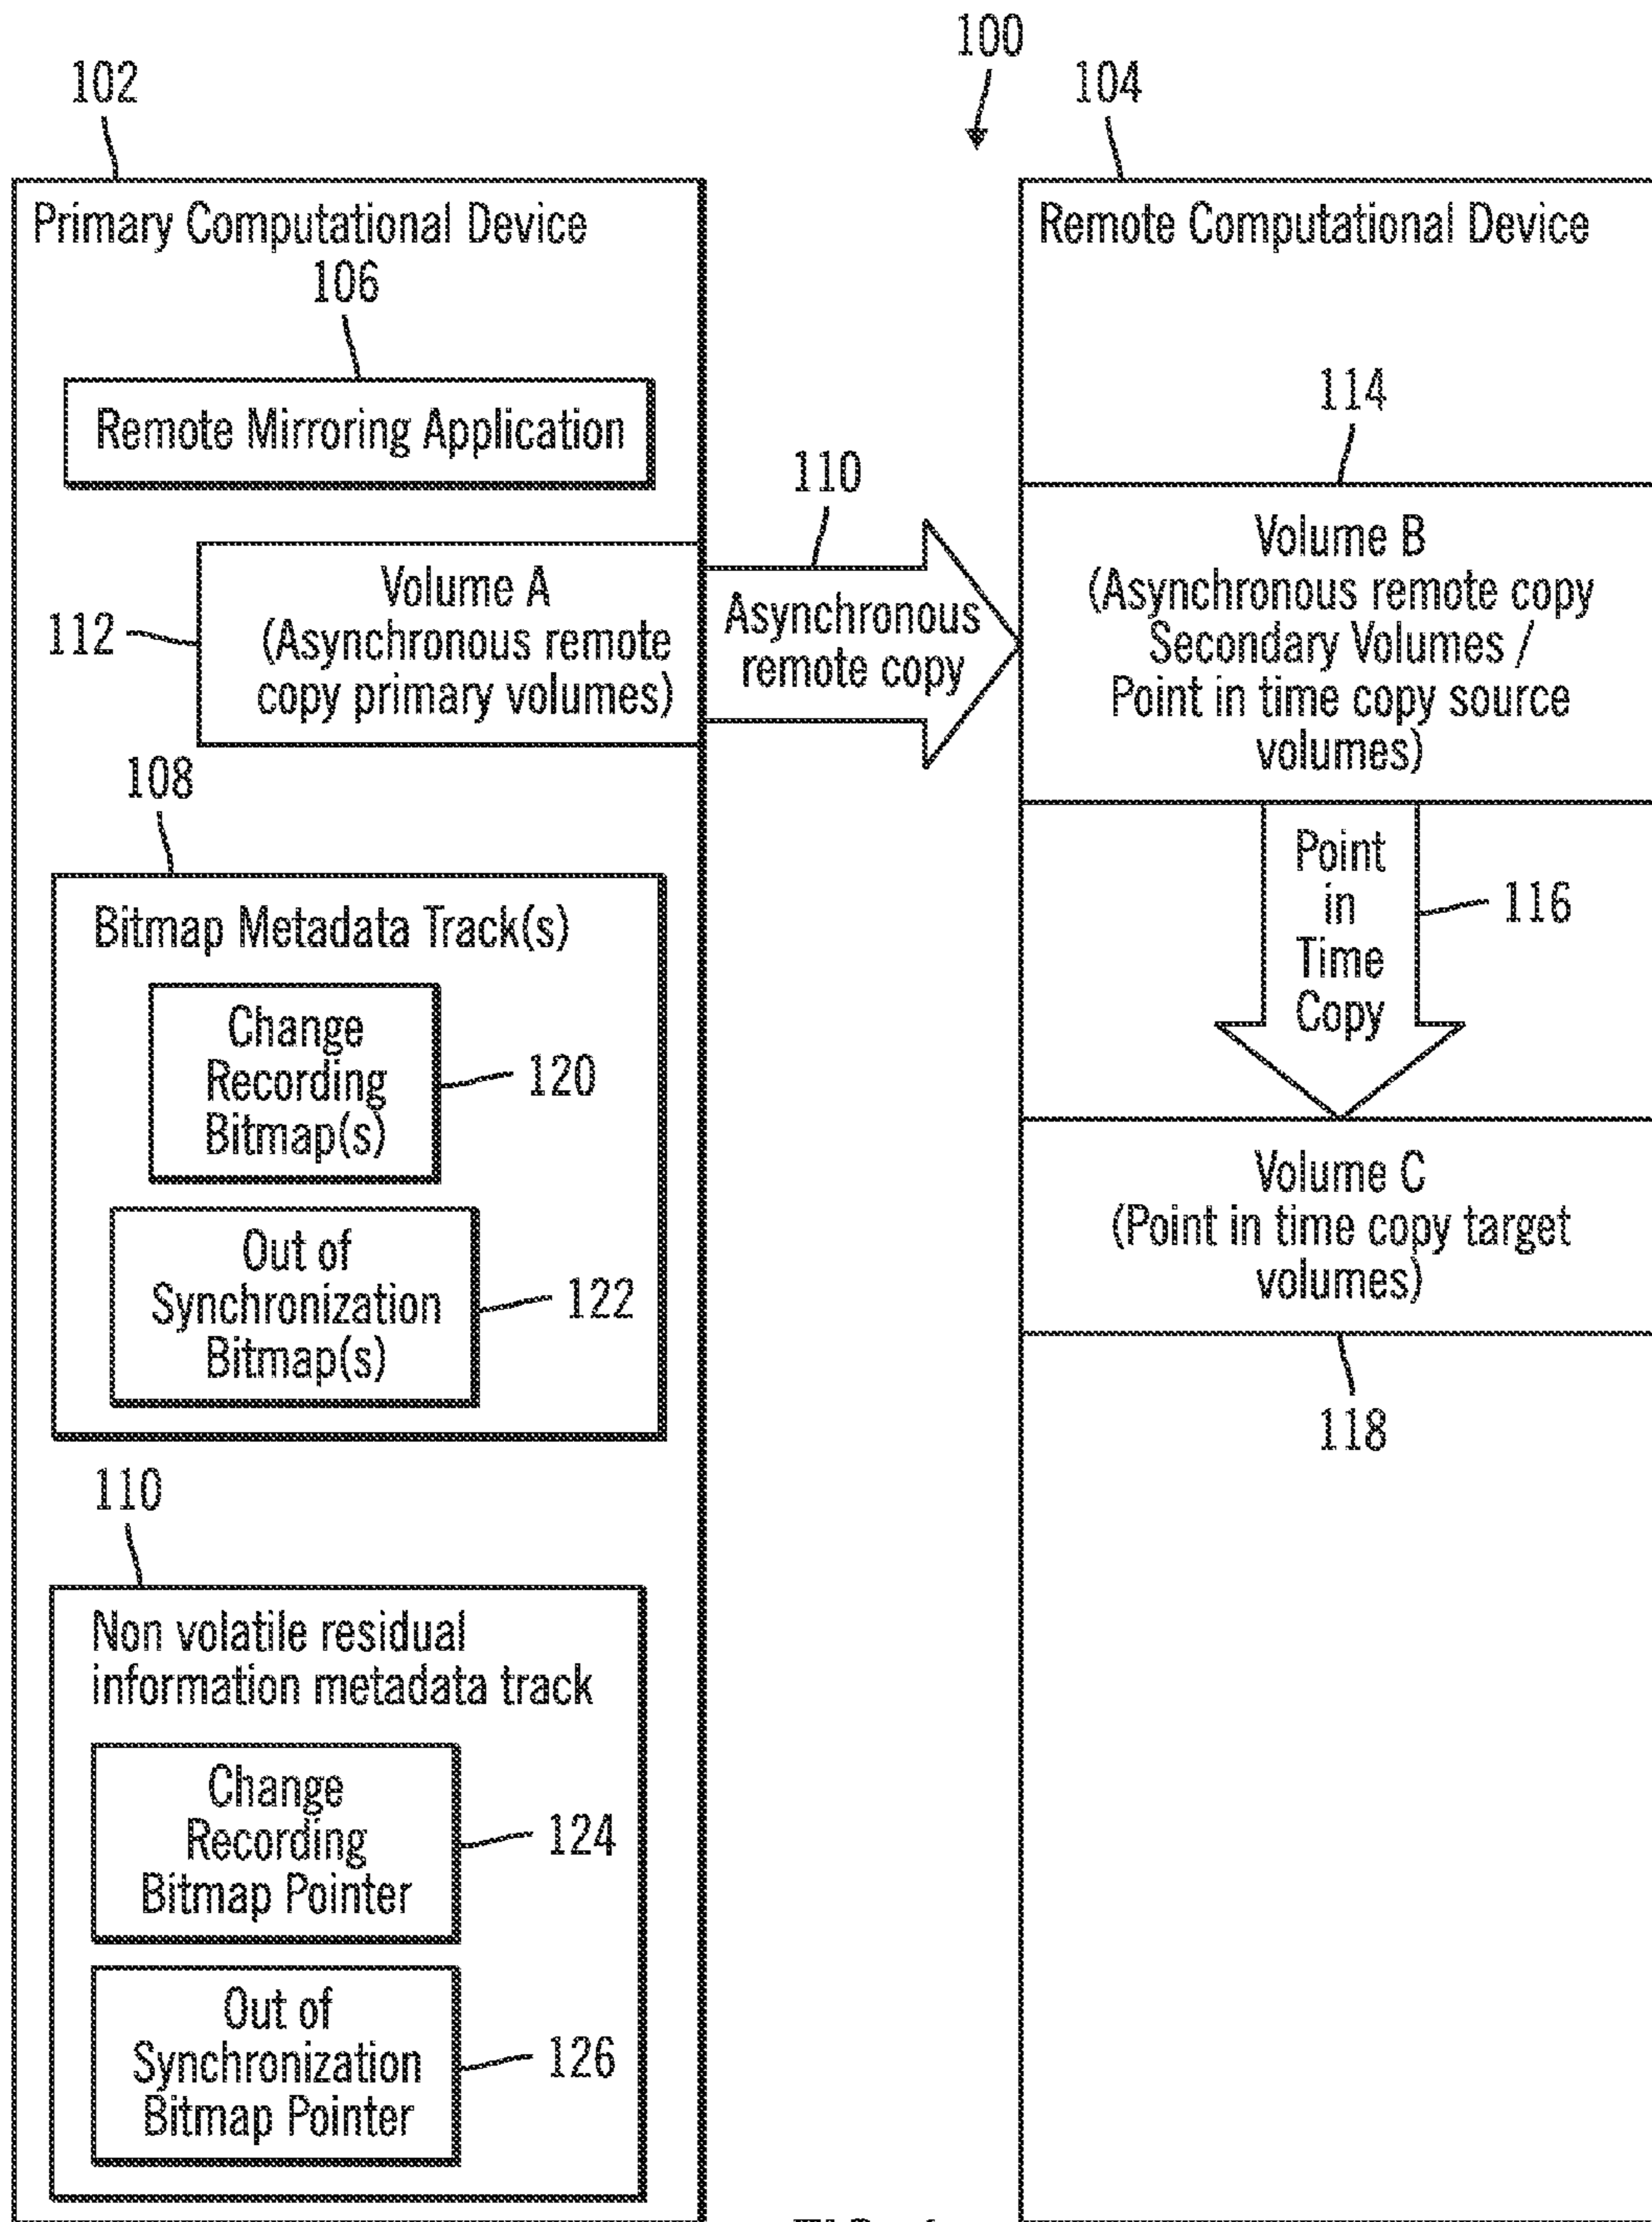 100
102
104
Primary Computational Device
106
Remote Mirroring Application
112
Volume A
(Asynchronous remote
copy primary volumes)
110
Asynchronous
remote copy
108
Bitmap Metadata Track(s)
Change
Recording
Bitmap(s)
120
Out of
Synchronization
Bitmap(s)
122
110
Non volatile residual
information metadata track
Change
Recording
Bitmap Pointer
124
Out of
Synchronization
Bitmap Pointer
126
Remote Computational Device
114
Volume B
(Asynchronous remote copy
Secondary Volumes /
Point in time copy source
volumes)
Point
in
Time
Copy
116
Volume C
(Point in time copy target
volumes)
118